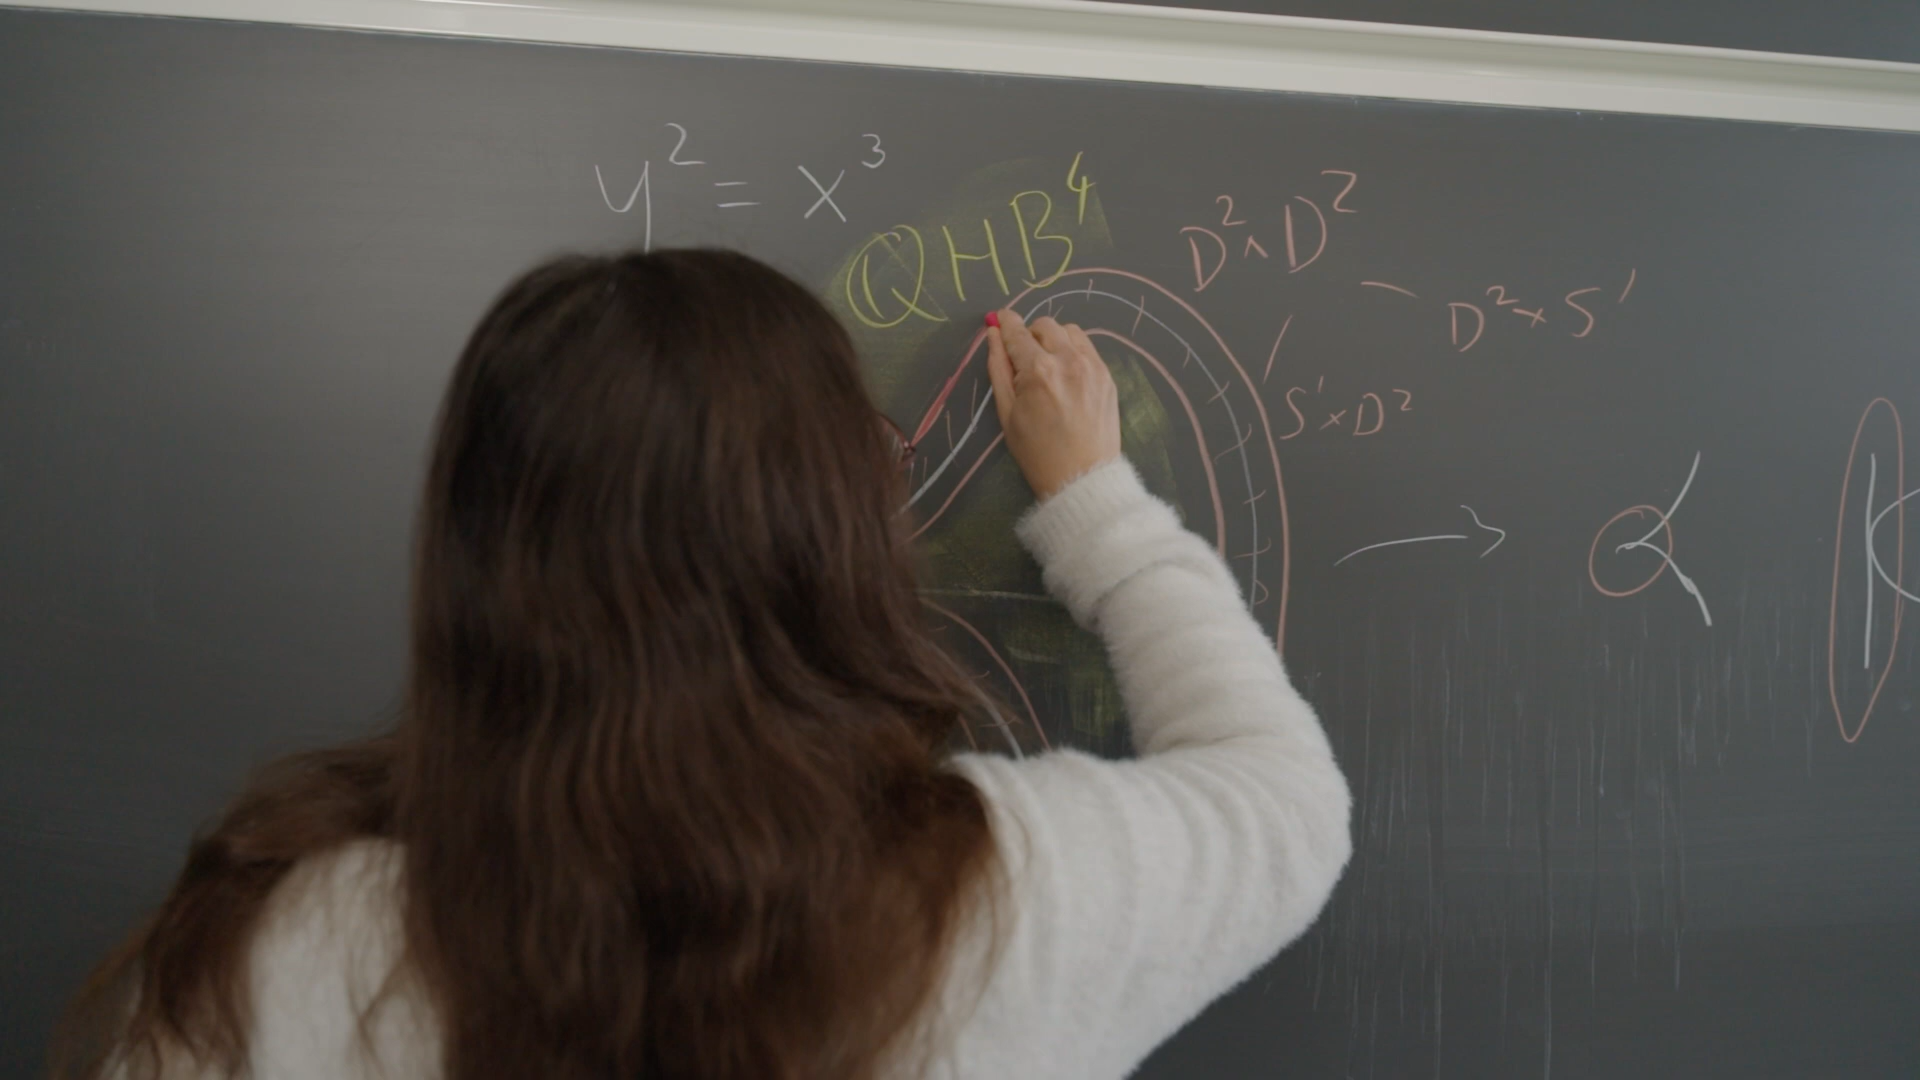 y² = x³
QHB⁴
D² × D²
D² × S¹
S¹ × D²